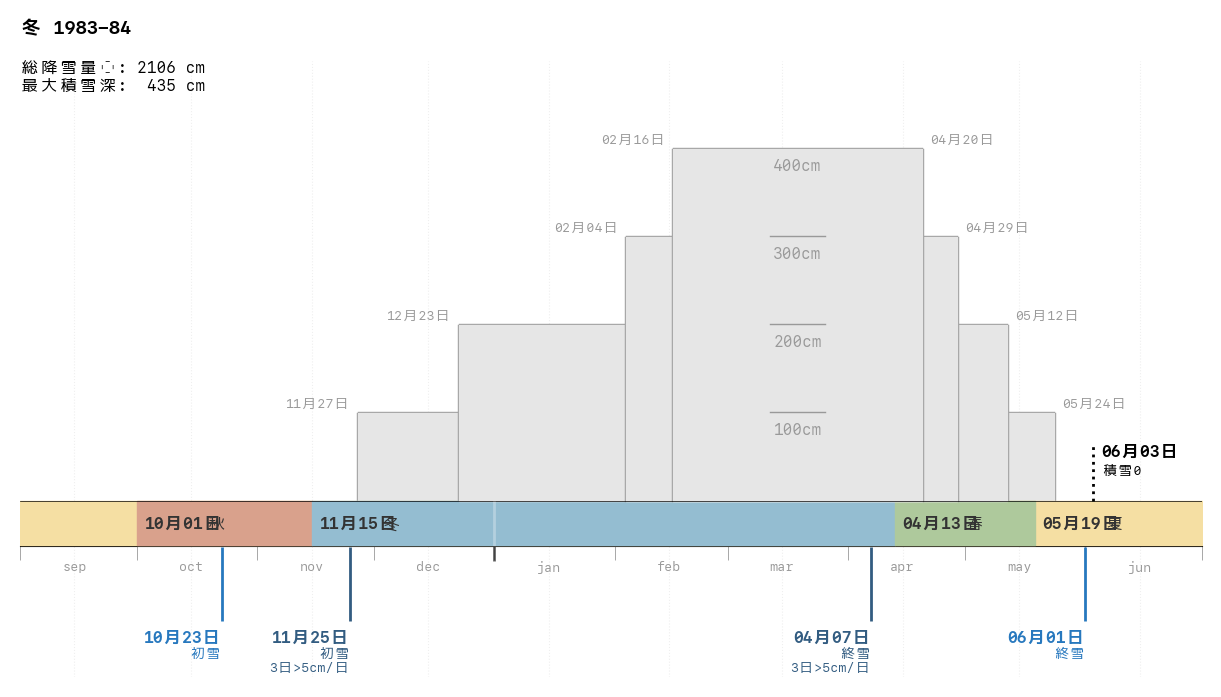 冬 1983–84
総降雪量: 2106 cm
最大積雪深: 435 cm
02月16日
04月20日
400cm
02月04日
04月29日
300cm
12月23日
05月12日
200cm
11月27日
05月24日
100cm
06月03日
積雪0
10月01日 秋
11月15日 冬
04月13日 春
05月19日 夏
sep oct nov dec jan feb mar apr may jun
10月23日
初雪
11月25日
初雪
3日>5cm/日
04月07日
終雪
3日>5cm/日
06月01日
終雪